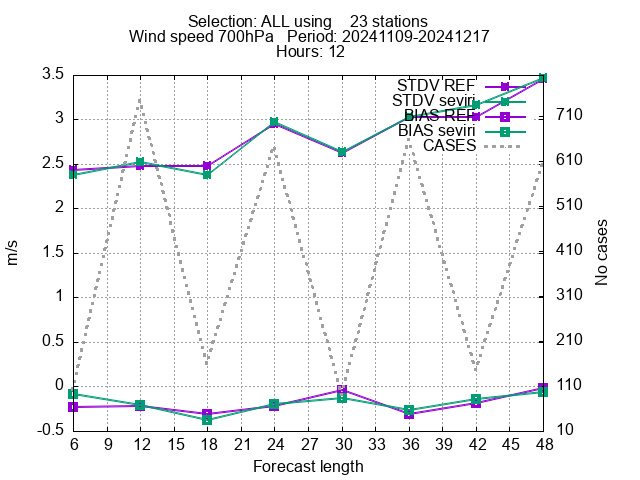 Selection: ALL using    23 stations
Wind speed 700hPa   Period: 20241109-20241217
Hours: 12
3.5
3
2.5
2
1.5
1
0.5
0
-0.5
m/s
STDV REF
STDV seviri
BIAS REF
BIAS seviri
CASES
710
610
510
410
310
210
110
10
No cases
6 9 12 15 18 21 24 27 30 33 36 39 42 45 48
Forecast length